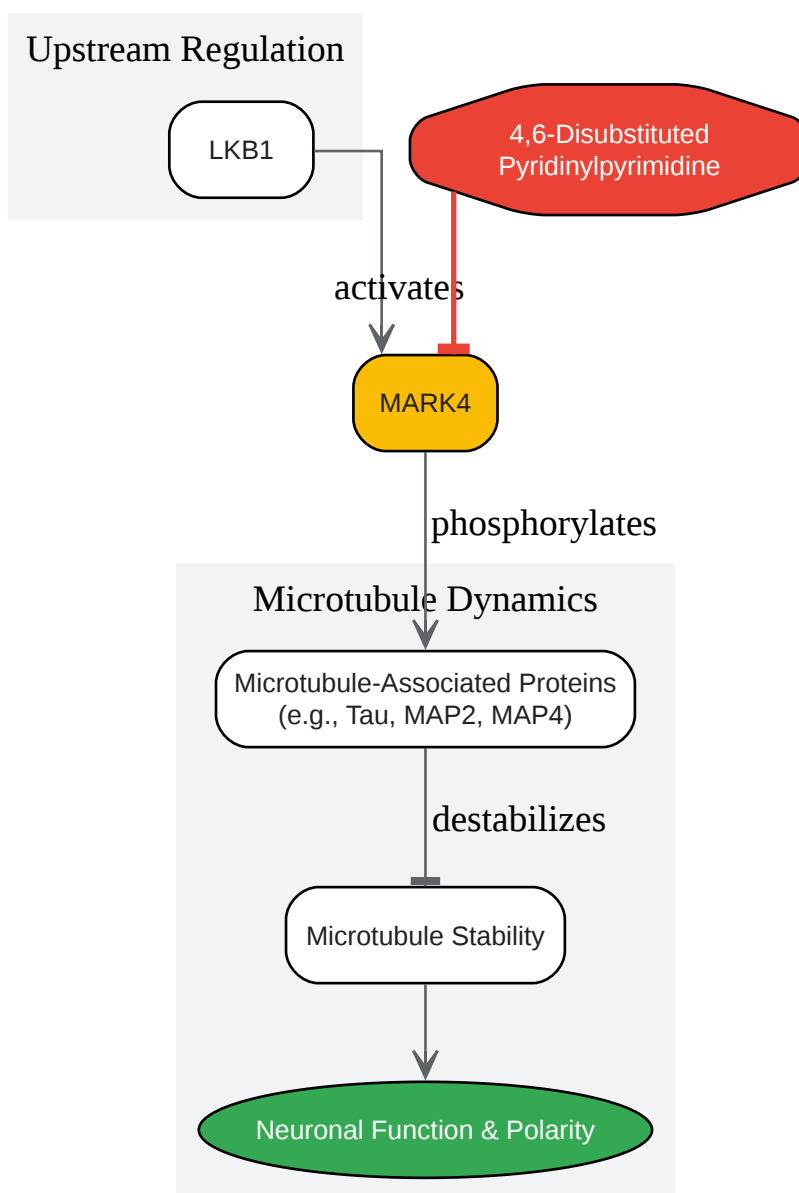 Upstream Regulation
LKB1
4,6-Disubstituted
Pyridinylpyrimidine
activates
MARK4
phosphorylates
Microtubule Dynamics
Microtubule-Associated Proteins
(e.g., Tau, MAP2, MAP4)
destabilizes
Microtubule Stability
Neuronal Function & Polarity